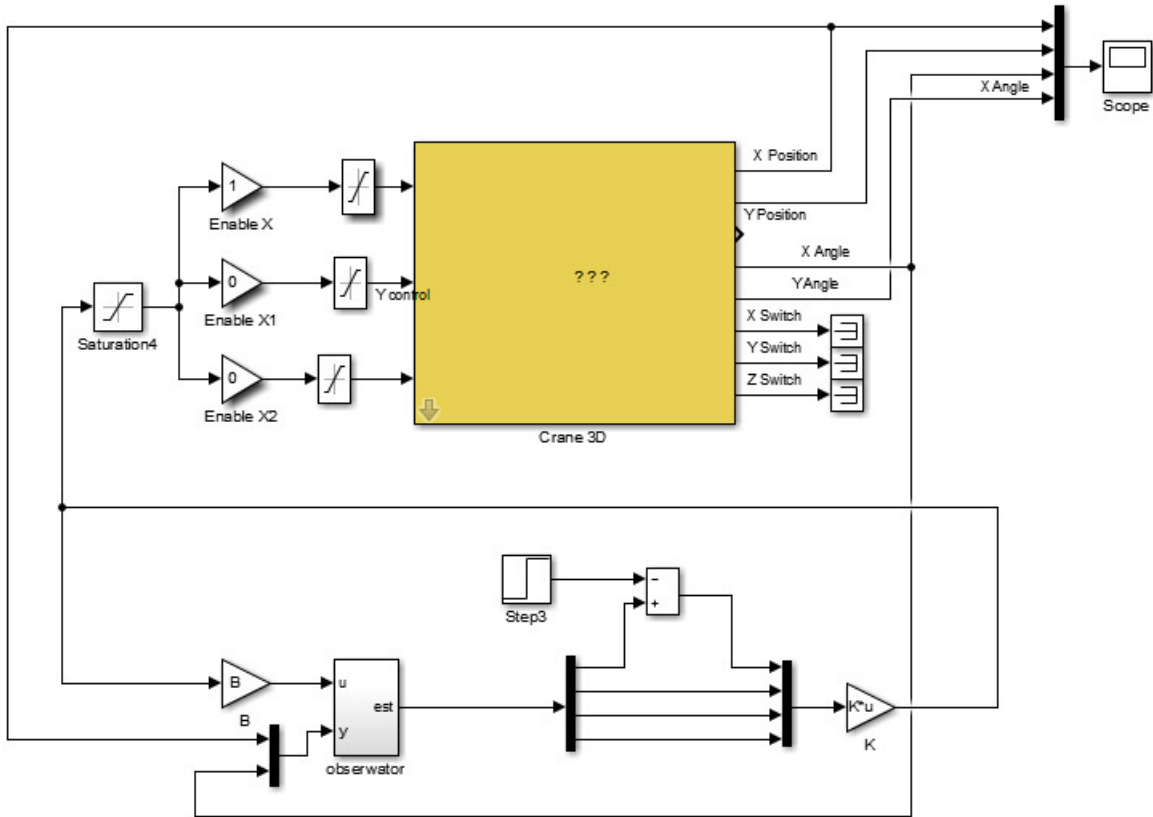 X Angle
Scope
X Position
1
Enable X
Y Position
X Angle
???
0
Y control
Y Angle
Enable X1
X Switch
Saturation4
Y Switch
0
Z Switch
Enable X2
Crane 3D
-
+
Step3
B
u
est
K*u
B
y
K
obserwator